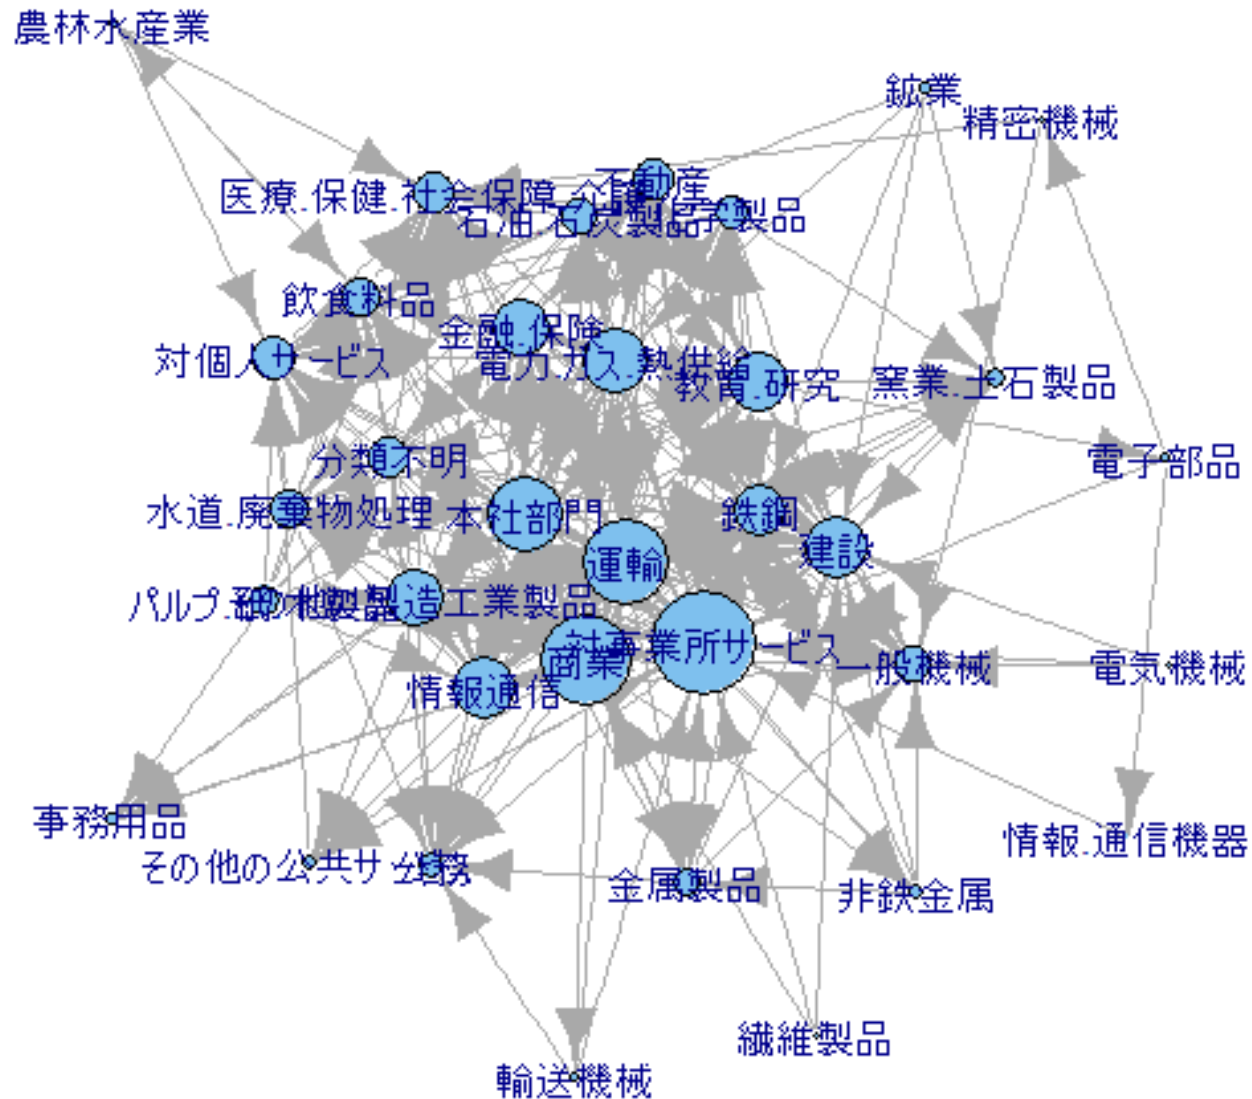 農林水産業
鉱業
精密機械
医療.保健.社会保障.介護
不動産
石油.石炭製品
化学製品
飲食料品
金融.保険
対個人サービス
電力.ガス.熱供給
教育.研究
窯業.土石製品
分類不明
電子部品
水道.廃棄物処理
本社部門
鉄鋼
建設
運輸
パルプ.紙.木製品
その他の製造工業製品
対事業所サービス
商業
一般機械
電気機械
情報通信
事務用品
情報.通信機器
その他の公共サ
公務
金属製品
非鉄金属
繊維製品
輸送機械